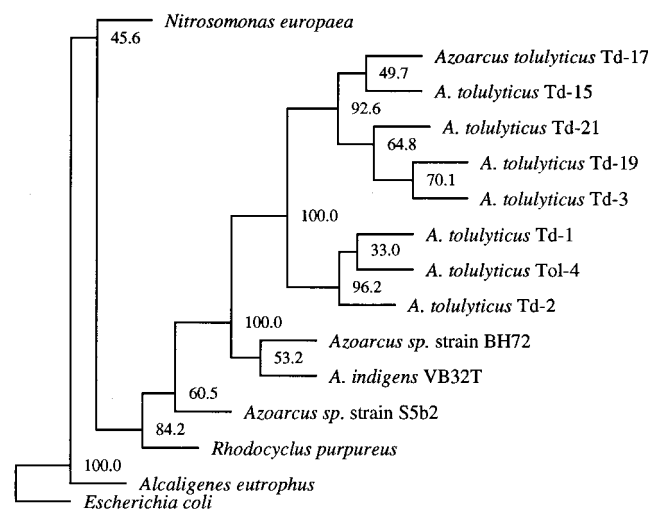 Nitrosomonas europaea
45.6
Azoarcus tolulyticus Td-17
49.7
A. tolulyticus Td-15
92.6
A. tolulyticus Td-21
64.8
A. tolulyticus Td-19
70.1
A. tolulyticus Td-3
100.0
A. tolulyticus Td-1
33.0
A. tolulyticus Tol-4
96.2
A. tolulyticus Td-2
100.0
Azoarcus sp. strain BH72
53.2
A. indigens VB32T
60.5
Azoarcus sp. strain S5b2
84.2
Rhodocyclus purpureus
100.0
Alcaligenes eutrophus
Escherichia coli